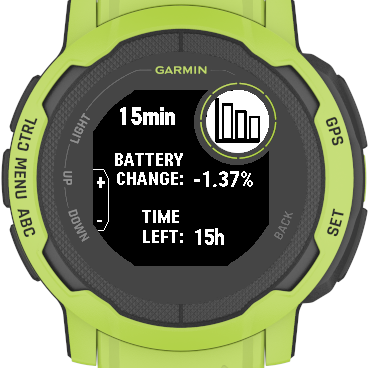 GARMIN
LIGHT
CTRL
GPS
15min
BATTERY
CHANGE: -1.37%
MENU
UP
+
-
TIME
LEFT: 15h
ABC
DOWN
BACK
SET